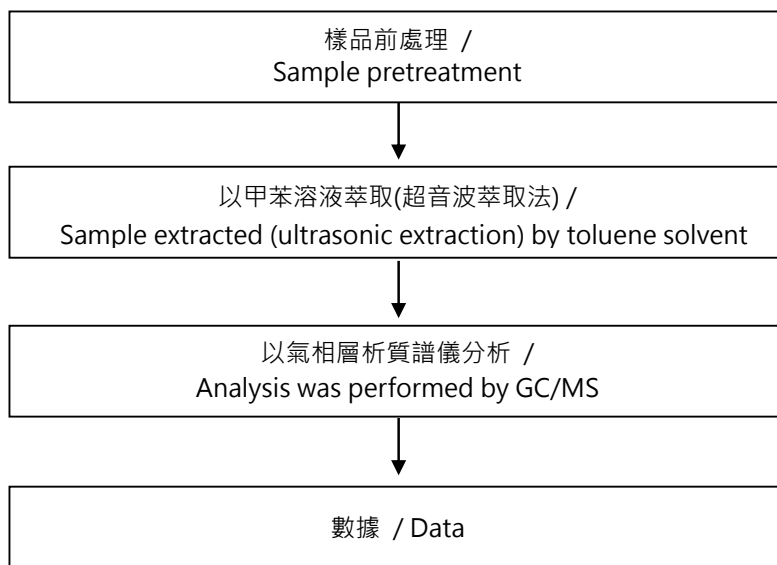 樣品前處理 /
Sample pretreatment
以甲苯溶液萃取(超音波萃取法) /
Sample extracted (ultrasonic extraction) by toluene solvent
以氣相層析質譜儀分析 /
Analysis was performed by GC/MS
數據 / Data